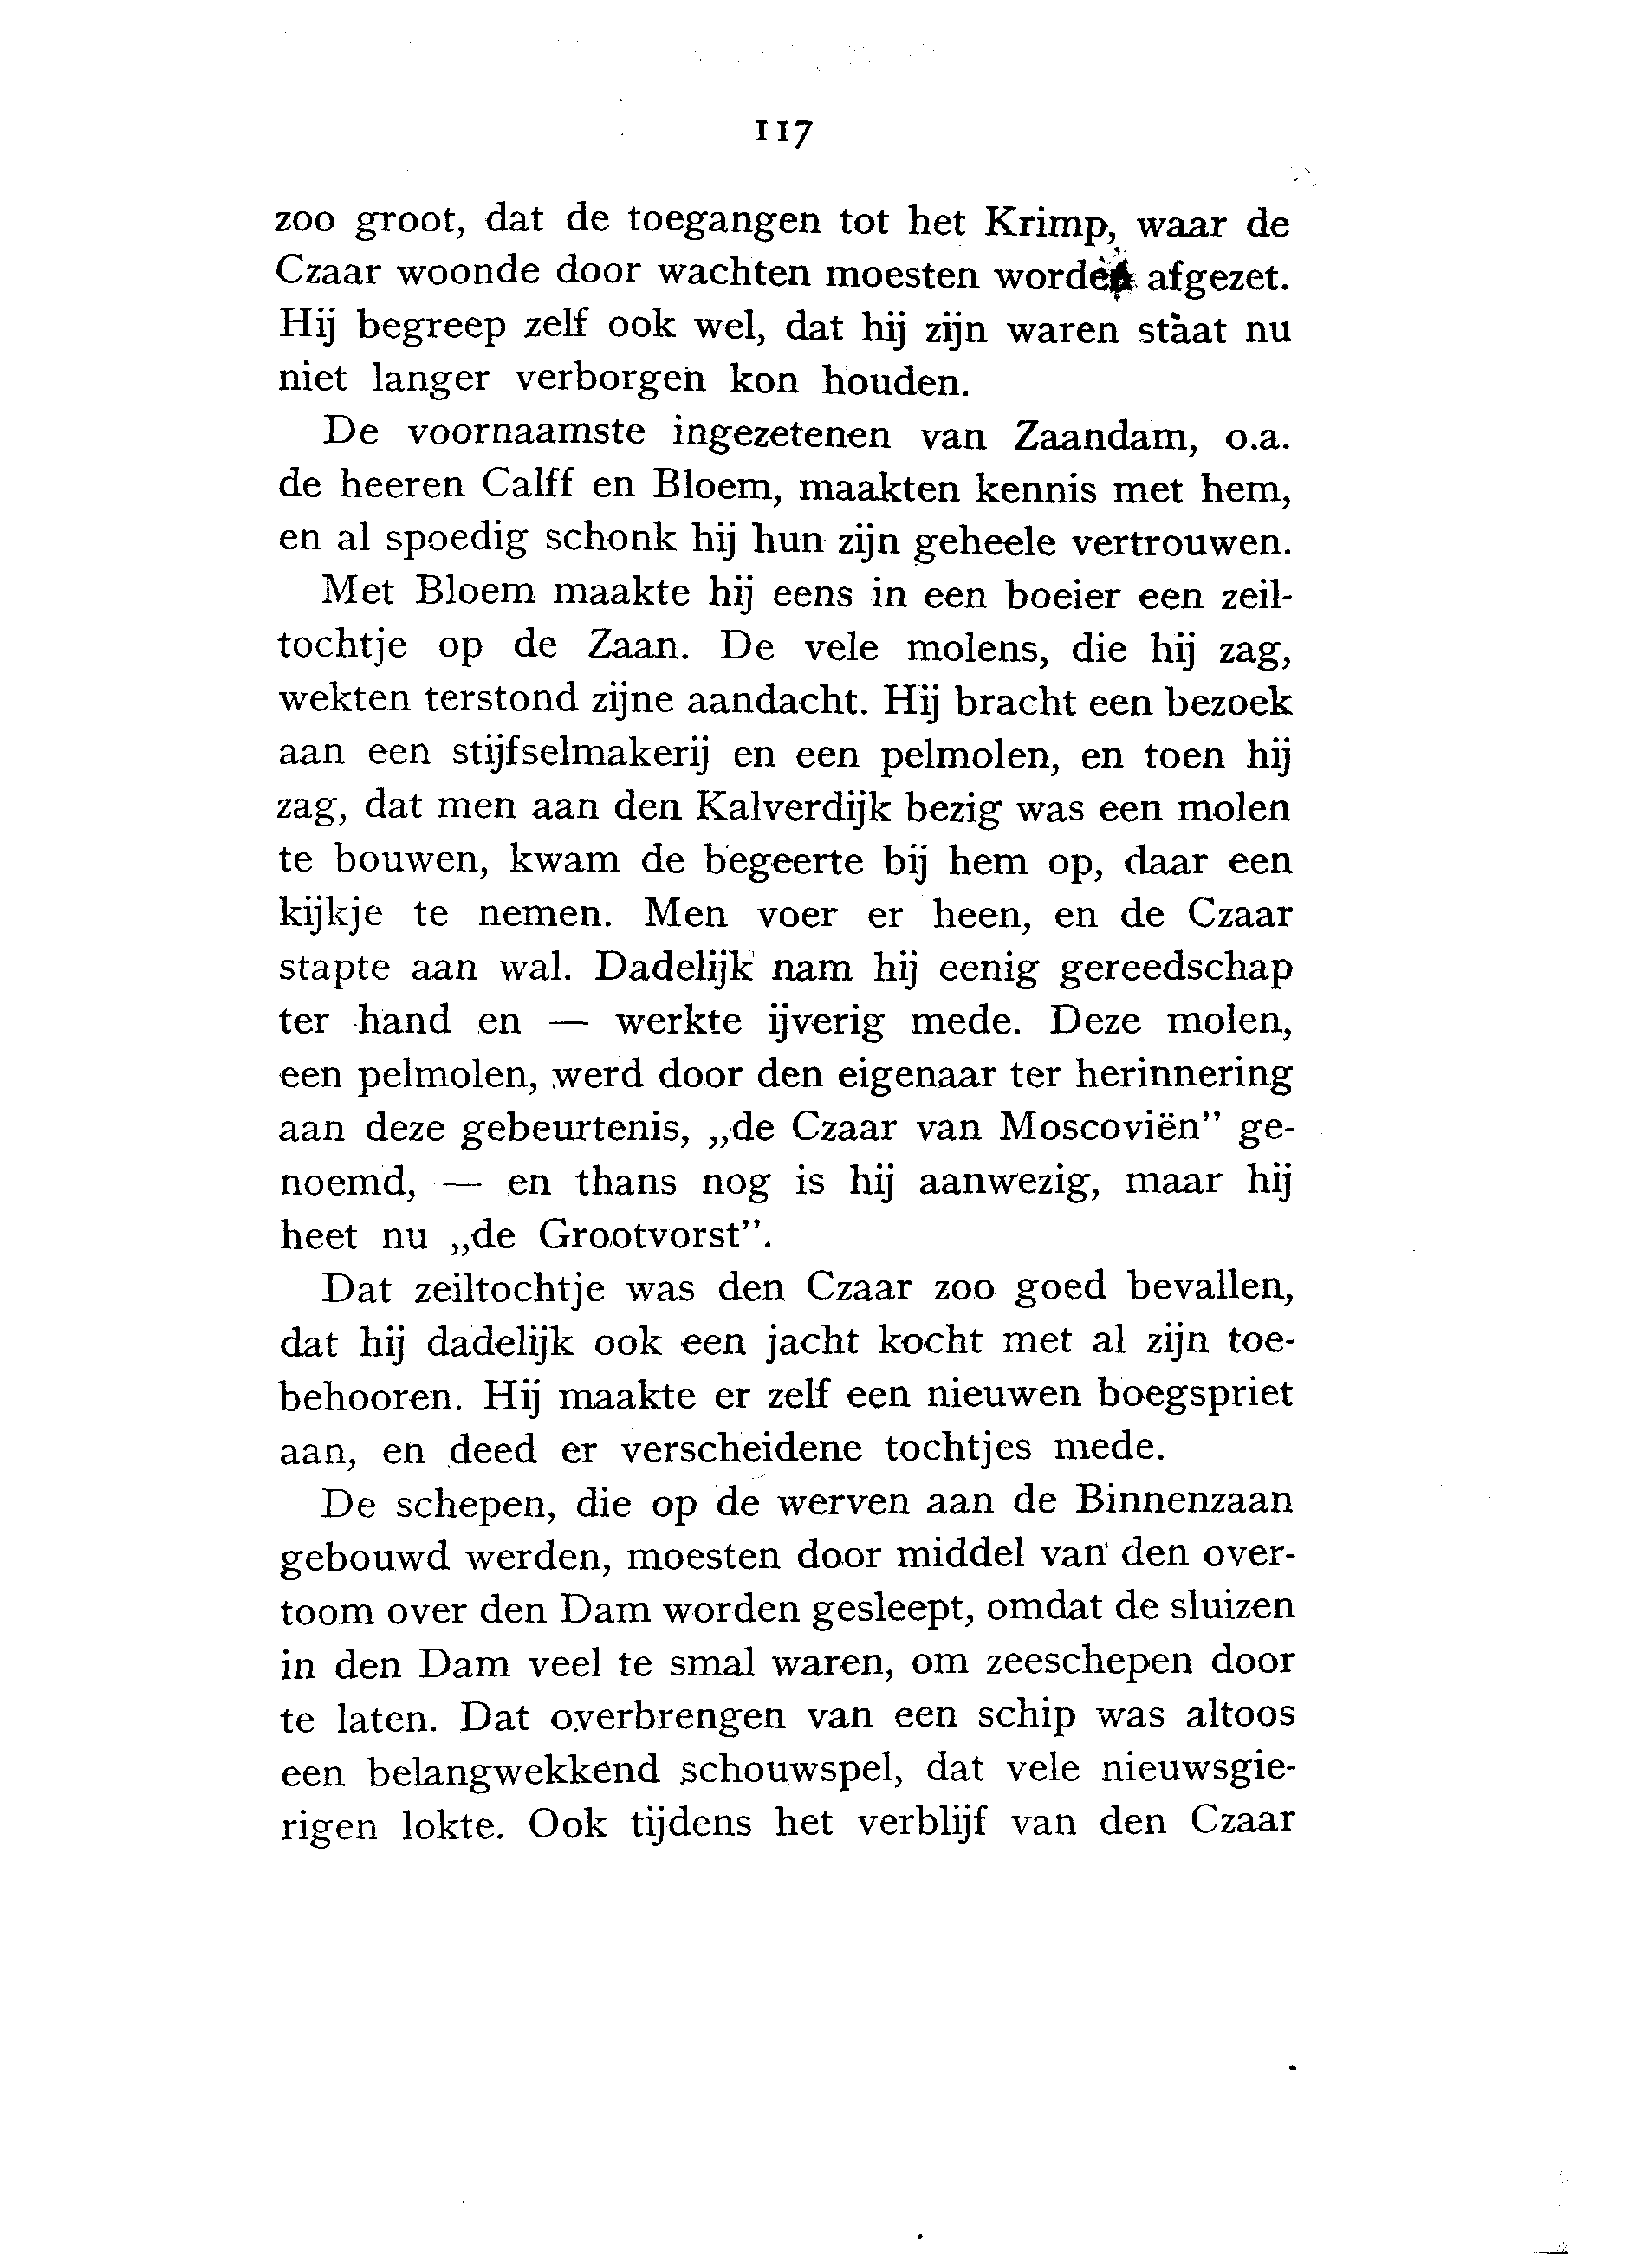 117
zoo groot, dat de toegangen tot het Krimp, waar de
Czaar woonde door wachten moesten worden afgezet.
Hij begreep zelf ook wel, dat hij zijn waren staat nu
niet langer verborgen kon houden.
De voornaamste ingezetenen van Zaandam, o.a.
de heeren Calff en Bloem, maakten kennis met hem,
en al spoedig schonk hij hun zijn geheele vertrouwen.
Met Bloem maakte hij eens in een boeier een zeil-
tochtje op de Zaan. De vele molens, die hij zag,
wekten terstond zijne aandacht. Hij bracht een bezoek
aan een stijfselmakerij en een pelmolen, en toen hij
zag, dat men aan den Kalverdijk bezig was een molen
te bouwen, kwam de begeerte bij hem op, daar een
kijkje te nemen. Men voer er heen, en de Czaar
stapte aan wal. Dadelijk nam hij eenig gereedschap
ter hand en — werkte ijverig mede. Deze molen,
een pelmolen, werd door den eigenaar ter herinnering
aan deze gebeurtenis, „de Czaar van Moscoviën” ge-
noemd, — en thans nog is hij aanwezig, maar hij
heet nu „de Grootvorst”.
Dat zeiltochtje was den Czaar zoo goed bevallen,
dat hij dadelijk ook een jacht kocht met al zijn toe-
behooren. Hij maakte er zelf een nieuwen boegspriet
aan, en deed er verscheidene tochtjes mede.
De schepen, die op de werven aan de Binnenzaan
gebouwd werden, moesten door middel van den over-
toom over den Dam worden gesleept, omdat de sluizen
in den Dam veel te smal waren, om zeeschepen door
te laten. Dat overbrengen van een schip was altoos
een belangwekkend schouwspel, dat vele nieuwsgie-
rigen lokte. Ook tijdens het verblijf van den Czaar